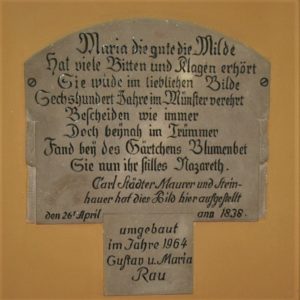 Maria die gute die Milde
Hat viele Bitten und Klagen erhört
Sie wude im lieblichen Bilde
Sechshundert Jahre im Münster verehrt
Bescheiden wie immer
Doch beÿnah im Trümmer
Fand beÿ des Gärtchens Blumenbet
Sie nun ihr stilles Nazareth.
Carl Städter Maurer und Stein-
hauer hat dies Bild hier aufgestellt
den 26t April ano 1838.
umgebaut
im Jahre 1964
Gustav u. Maria
Rau